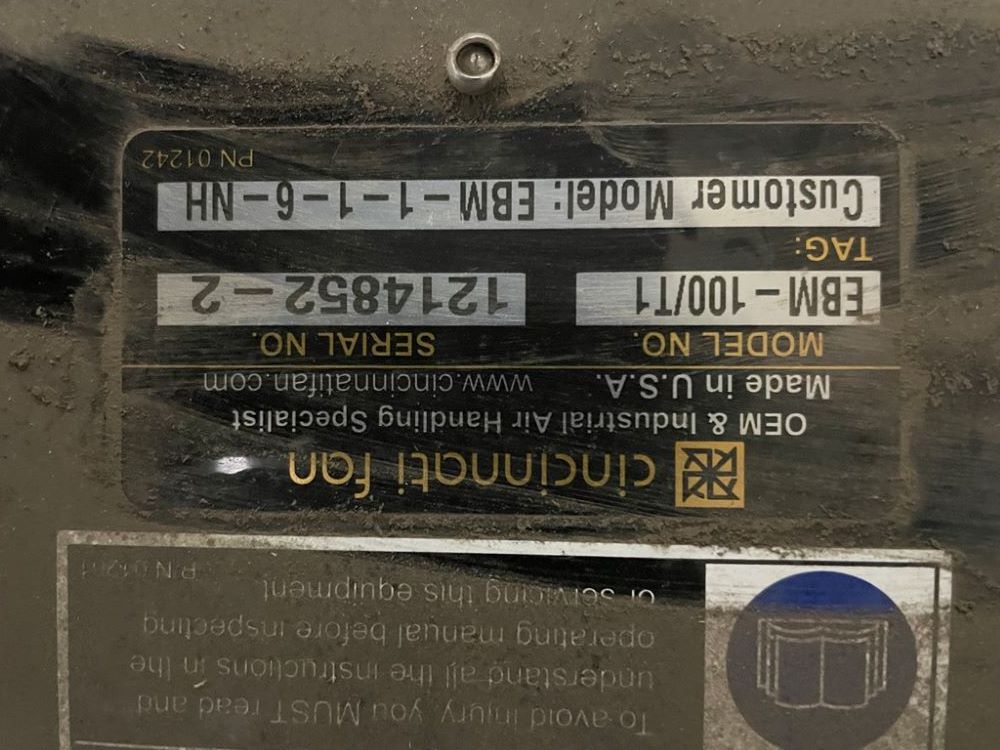 To avoid injury, you MUST read and
understand all the instructions in the
operating manual before inspecting
or servicing this equipment
cincinnati fan
OEM & Industrial Air Handling Specialist
Made in U.S.A. www.cincinnatifan.com
MODEL NO. SERIAL NO.
EBM-100/T1 1214852-2
TAG:
Customer Model: EBM-1-1-6-NH
PN 01242